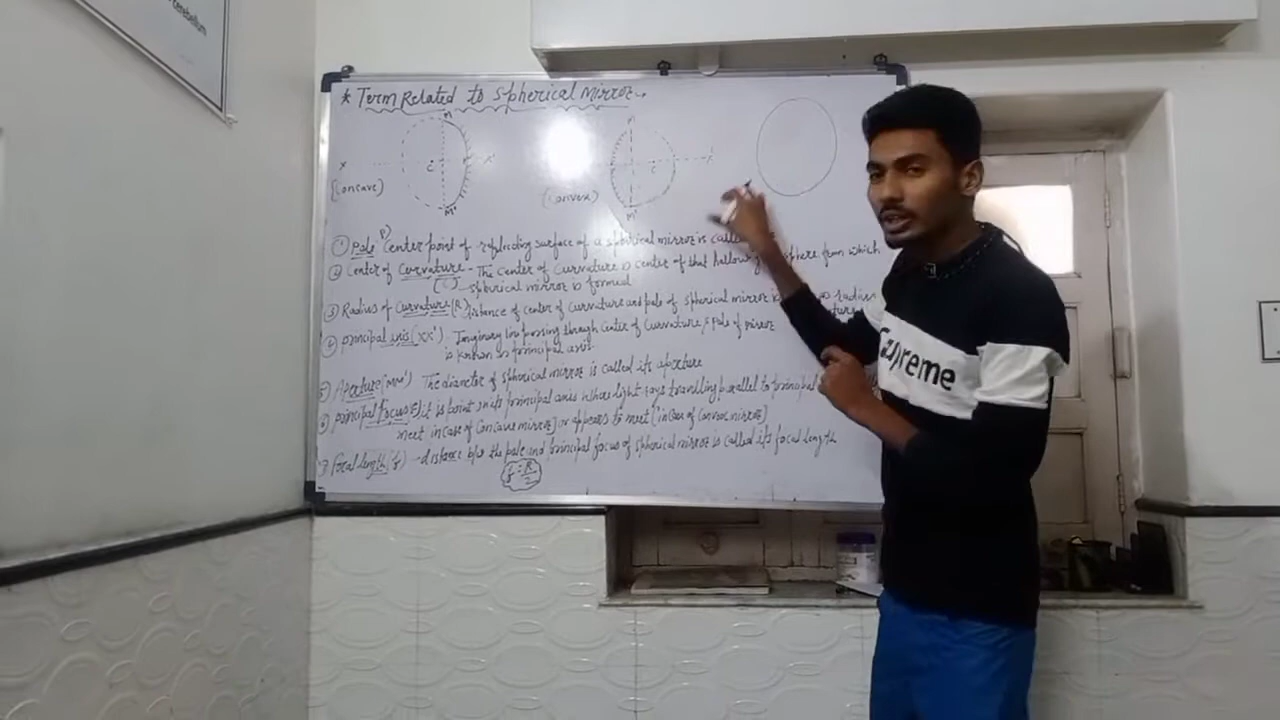 cerebellum
* Term Related to Spherical Mirror.
M
M
X
C
P
X'
C
(Concave)
(Convex)
M'
M'
① Pole (P) Center point of reflecting surface of a spherical mirror is called
② Center of Curvature - The center of Curvature is center of that hallow sphere from which
(C) spherical mirror is formed
③ Radius of Curvature (R) Distance of center of curvature and pole of spherical mirror is radius
④ principal axis (XX') - Imaginary line passing through Center of Curvature & Pole of mirror
is known as principal axis.
⑤ Aperture (MM') The diameter of spherical mirror is called its aperture
⑥ principal Focus (F) it is point on its principal axis where light rays travelling parallel to principal
meet (in case of Concave mirror) or appears to meet (in case of convex mirror)
⑦ Focal length (f) - distance b/w the pole and principal focus of spherical mirror is called its focal length
f = R/2
Supreme